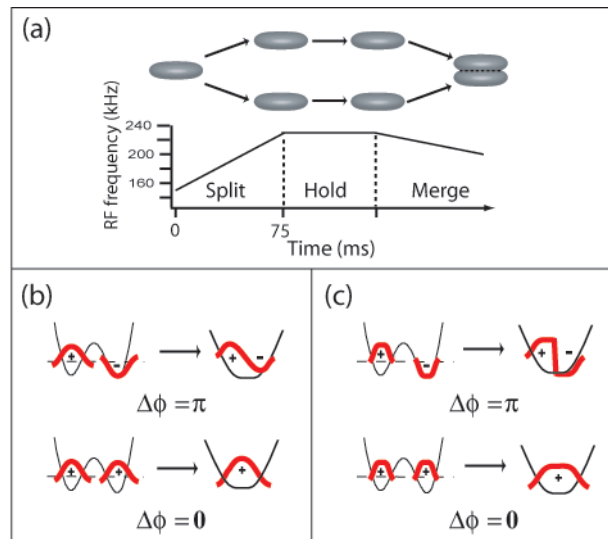 (a)
RF frequency (kHz)
240
200
160
Split
Hold
Merge
0
75
Time (ms)
(b)
+
-
+
-
Δϕ = π
+
+
+
Δϕ = 0
(c)
+
-
+
-
Δϕ = π
+
+
+
Δϕ = 0